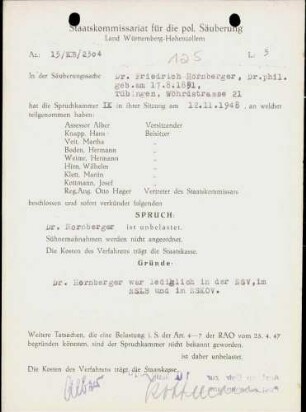 Staatskommissariat für die pol. Säuberung
Land Württemberg-Hohenzollern
Az.: 15/KB/2304
L: 5
125
In der Säuberungssache Dr. Friedrich Hornberger, Dr.phil.
geb.am 17.8.1891,
Tübingen, Wöhrdstrasse 21
hat die Spruchkammer IX in ihrer Sitzung am 12.11.1948, an welcher
teilgenommen haben:
Assessor Alker Vorsitzender
Knapp, Hans Beisitzer
Veit, Martha "
Boden, Hermann "
Weimer, Hermann "
Hirn, Wilhelm "
Klett, Martin "
Kottmann, Josef "
Reg.Ang. Otto Hager Vertreter des Staatskommissars
beschlossen und sofort verkündet folgenden
SPRUCH:
Dr. Hornberger ist unbelastet.
Sühnemaßnahmen werden nicht angeordnet.
Die Kosten des Verfahrens trägt die Staatskasse.
Gründe:
Dr. Hornberger war lediglich in der NSV, im
NSLB und in NSKOV.
Weitere Tatsachen, die eine Belastung i. S. der Art. 4–7 der RAO vom 25. 4. 47
begründen können, sind der Spruchkammer nicht bekannt geworden.
ist daher unbelastet.
Die Kosten des Verfahrens trägt die Staatskasse.